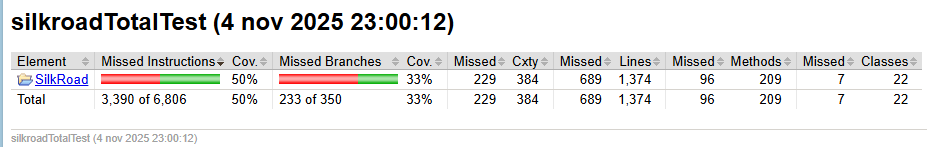 silkroadTotalTest (4 nov 2025 23:00:12)
Element Missed Instructions Cov. Missed Branches Cov. Missed Cxty Missed Lines Missed Methods Missed Classes
SilkRoad 50% 33% 229 384 689 1,374 96 209 7 22
Total 3,390 of 6,806 50% 233 of 350 33% 229 384 689 1,374 96 209 7 22
silkroadTotalTest (4 nov 2025 23:00:12)